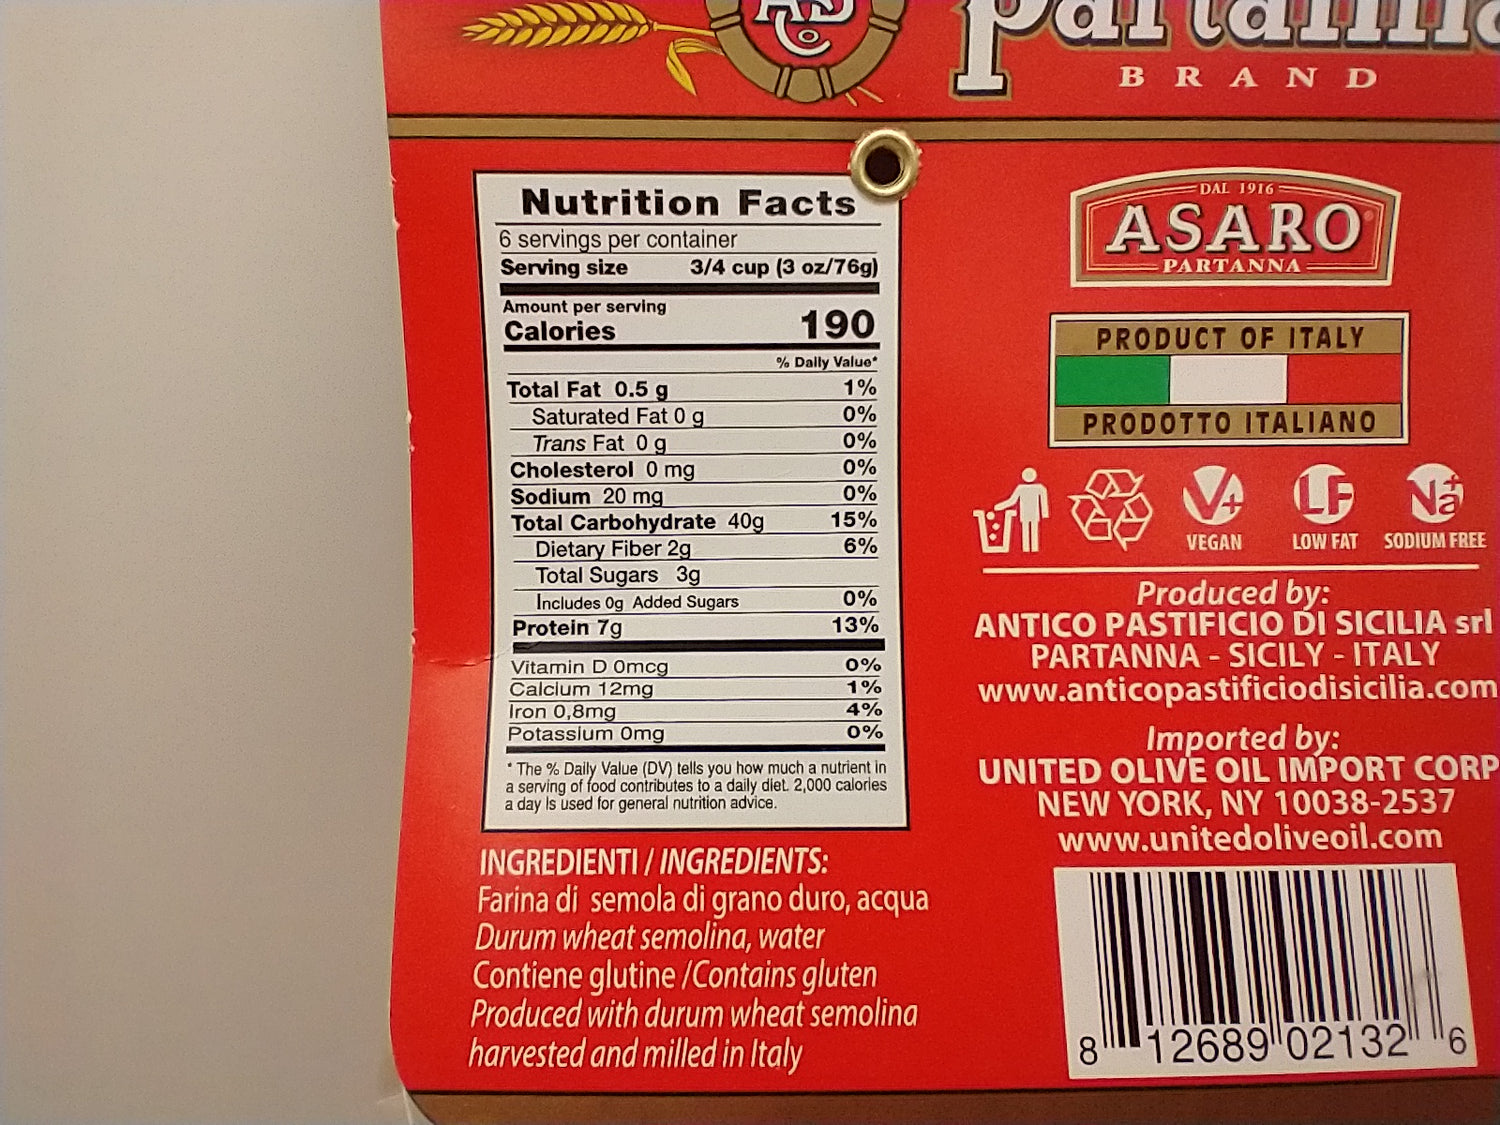 Partanna
BRAND
Nutrition Facts
6 servings per container
Serving size 3/4 cup (3 oz/76g)
Amount per serving
Calories 190
% Daily Value*
Total Fat 0.5 g 1%
Saturated Fat 0 g 0%
Trans Fat 0 g 0%
Cholesterol 0 mg 0%
Sodium 20 mg 0%
Total Carbohydrate 40g 15%
Dietary Fiber 2g 6%
Total Sugars 3g
Includes 0g Added Sugars 0%
Protein 7g 13%
Vitamin D 0mcg 0%
Calcium 12mg 1%
Iron 0,8mg 4%
Potassium 0mg 0%
* The % Daily Value (DV) tells you how much a nutrient in
a serving of food contributes to a daily diet. 2,000 calories
a day is used for general nutrition advice.
INGREDIENTI / INGREDIENTS:
Farina di semola di grano duro, acqua
Durum wheat semolina, water
Contiene glutine /Contains gluten
Produced with durum wheat semolina
harvested and milled in Italy
DAL 1916
ASARO®
PARTANNA
PRODUCT OF ITALY
PRODOTTO ITALIANO
V+ LF Na+
VEGAN LOW FAT SODIUM FREE
Produced by:
ANTICO PASTIFICIO DI SICILIA srl
PARTANNA - SICILY - ITALY
www.anticopastificiodisicilia.com
Imported by:
UNITED OLIVE OIL IMPORT CORP
NEW YORK, NY 10038-2537
www.unitedoliveoil.com
8 12689 02132 6